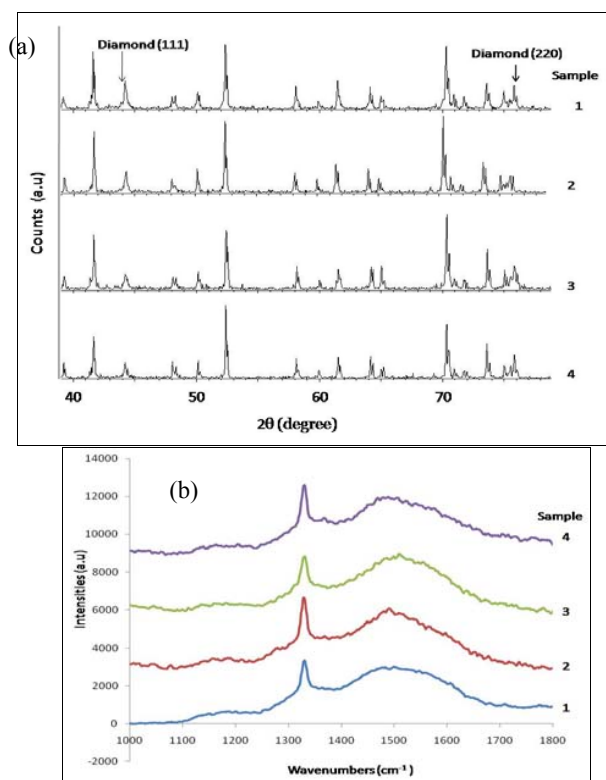 (a)
Diamond (111)
Diamond (220)
Sample
1
2
3
4
Counts (a.u)
40 50 60 70
2θ (degree)
(b)
14000
12000
10000
8000
6000
4000
2000
0
-2000
Intensities (a.u)
Sample
4
3
2
1
1000 1100 1200 1300 1400 1500 1600 1700 1800
Wavenumbers (cm⁻¹)